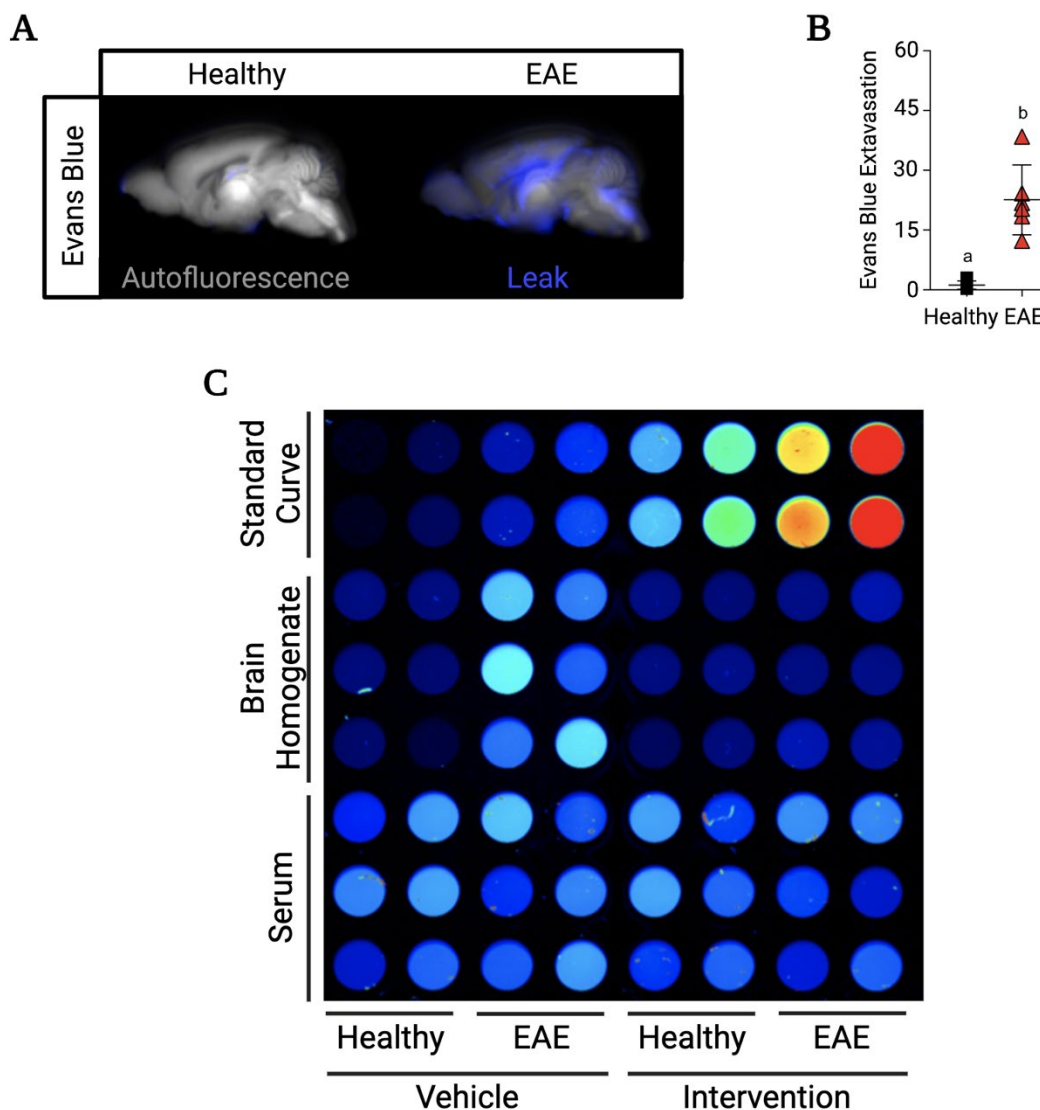 A
Healthy EAE
Evans Blue
Autofluorescence Leak
B
Evans Blue Extavasation
60
45
30
15
0
a
b
Healthy EAE
C
Standard
Curve
Brain
Homogenate
Serum
Healthy EAE Healthy EAE
Vehicle Intervention